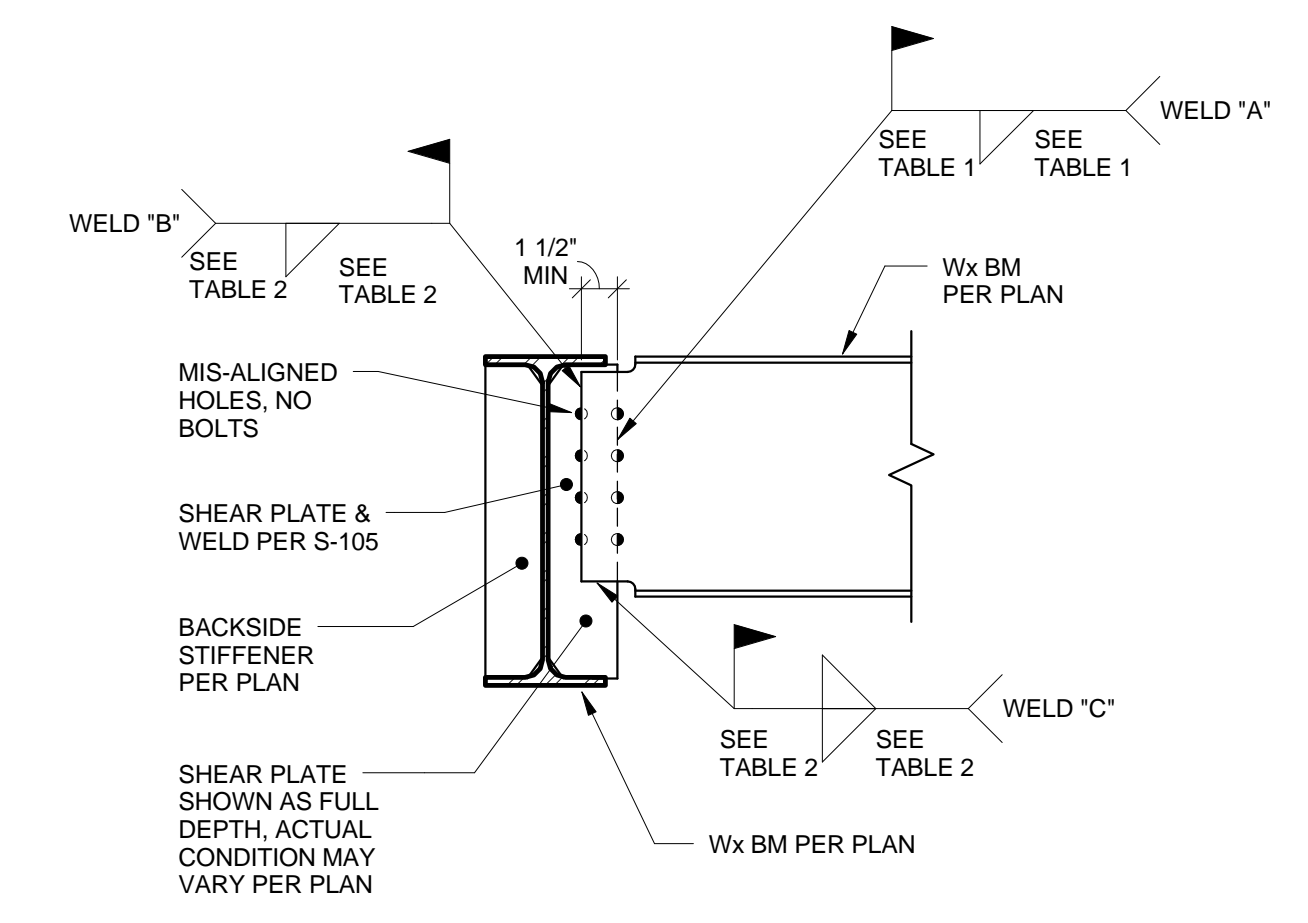 WELD "A"
SEE
TABLE 1
SEE
TABLE 1
WELD "B"
SEE
TABLE 2
SEE
TABLE 2
1 1/2"
MIN
Wx BM
PER PLAN
MIS-ALIGNED
HOLES, NO
BOLTS
SHEAR PLATE &
WELD PER S-105
BACKSIDE
STIFFENER
PER PLAN
WELD "C"
SEE
TABLE 2
SEE
TABLE 2
SHEAR PLATE
SHOWN AS FULL
DEPTH, ACTUAL
CONDITION MAY
VARY PER PLAN
Wx BM PER PLAN